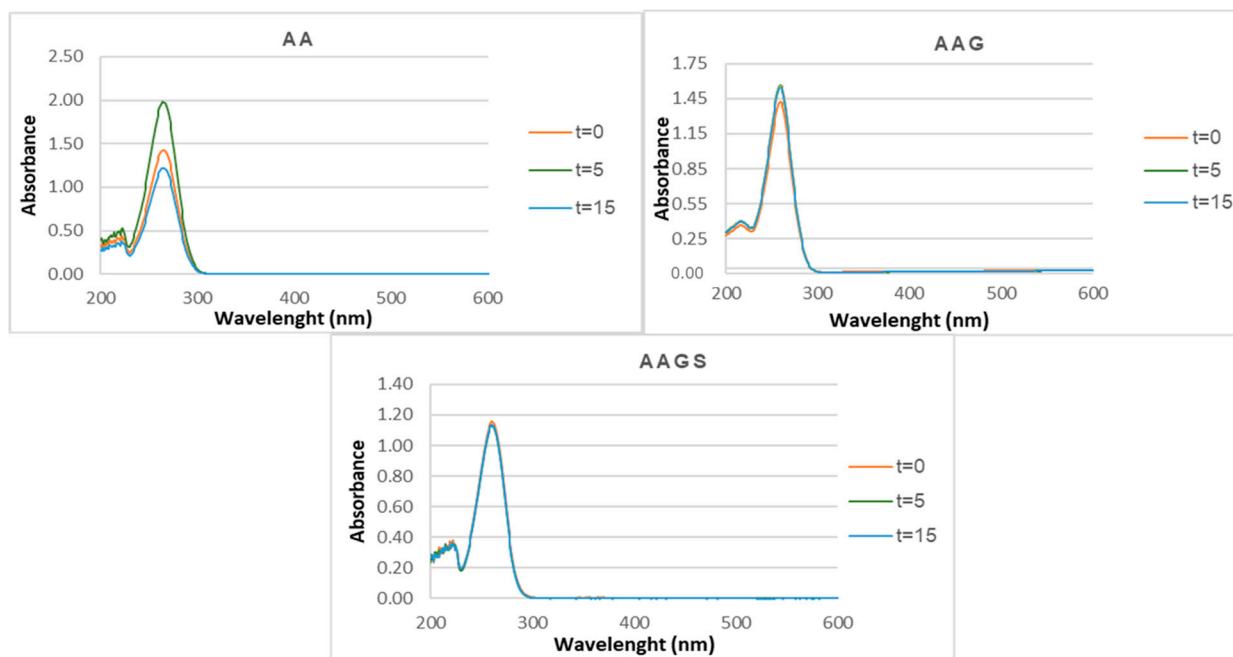 AA
2.50
2.00
1.50
1.00
0.50
0.00
Absorbance
200 300 400 500 600
Wavelenght (nm)
t=0
t=5
t=15
AAG
1.75
1.45
1.15
0.85
0.55
0.25
0.00
Absorbance
200 300 400 500 600
Wavelenght (nm)
t=0
t=5
t=15
AAGS
1.40
1.20
1.00
0.80
0.60
0.40
0.20
0.00
Absorbance
200 300 400 500 600
Wavelenght (nm)
t=0
t=5
t=15